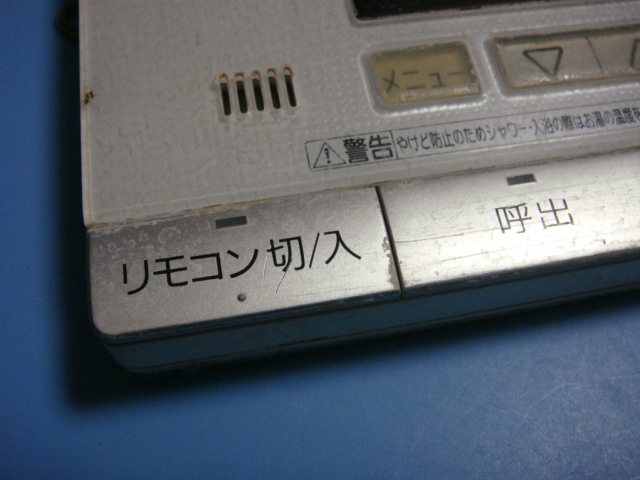 メニュー ▽
⚠警告 やけど防止のためシャワー・入浴の際はお湯の温度を
リモコン切/入 呼出